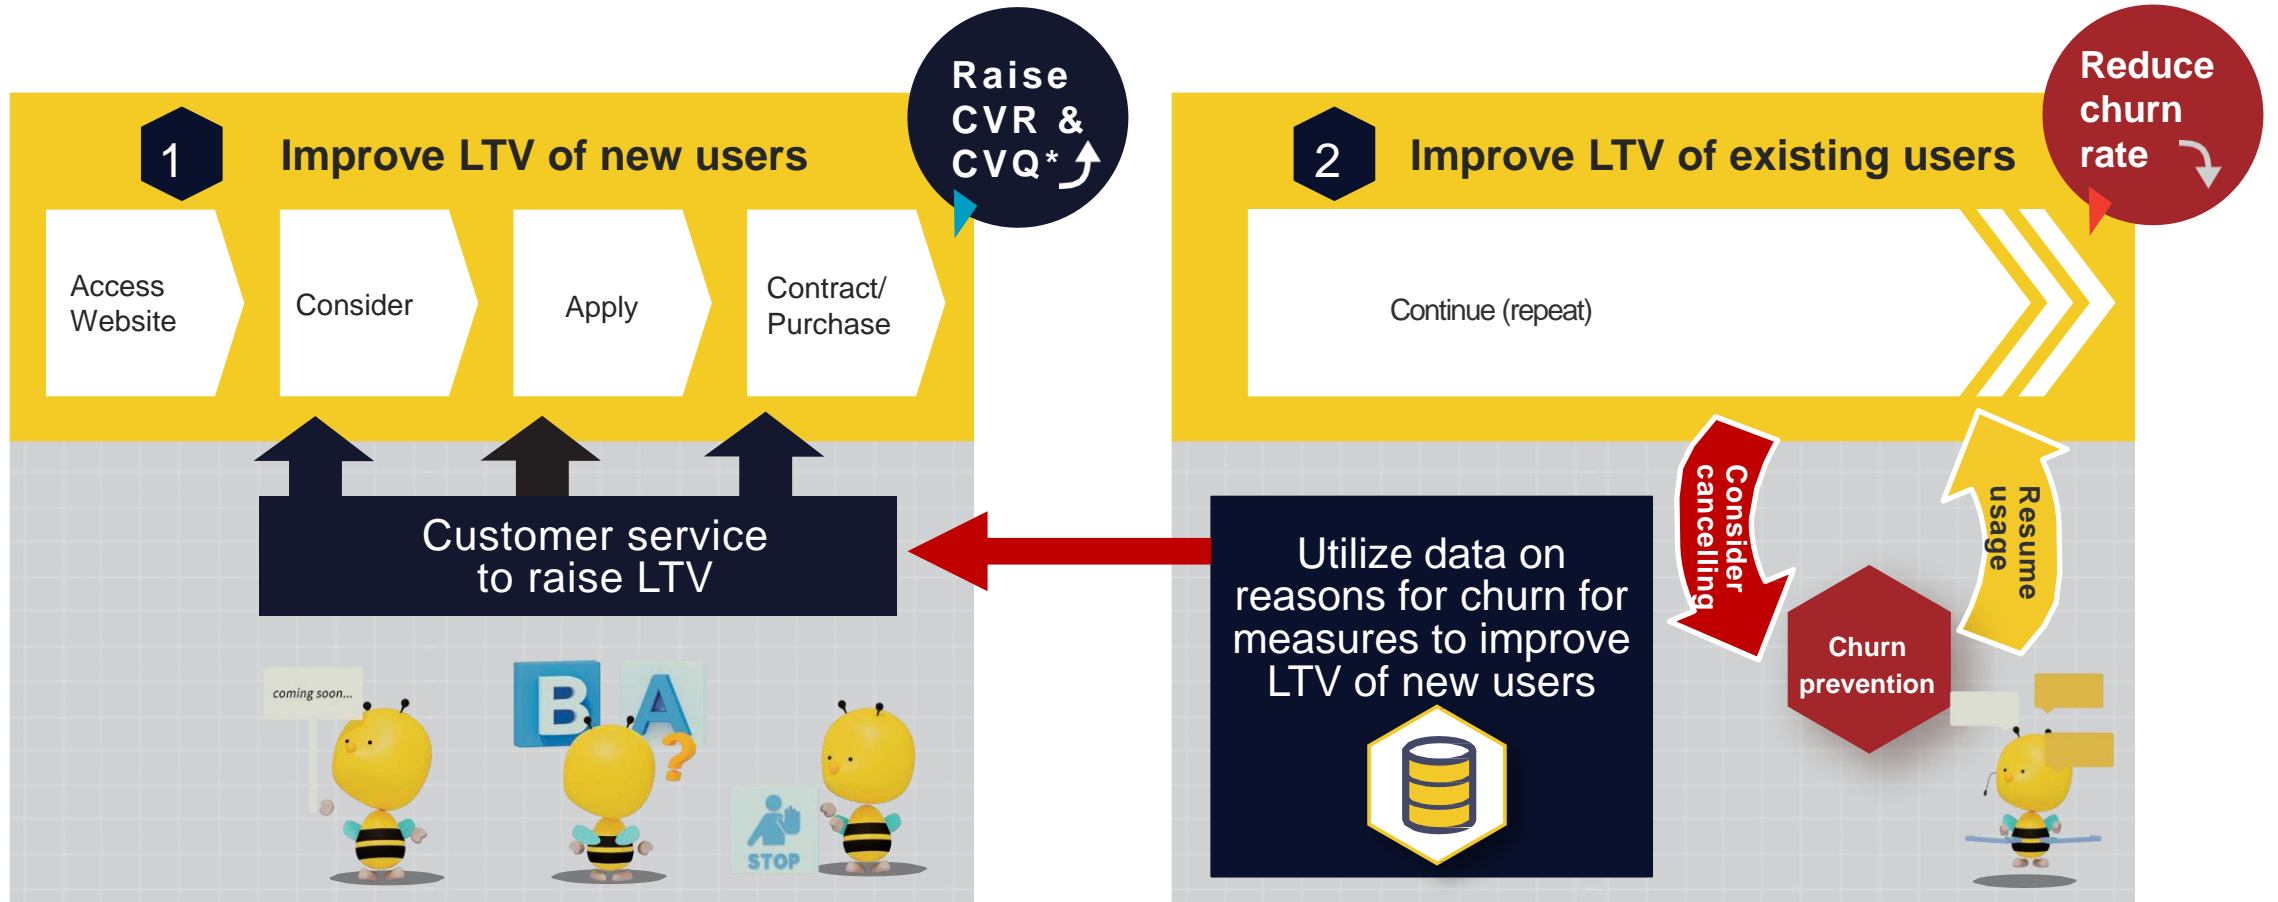 1
Improve LTV of new users
Raise
CVR &
CVQ*
Access
Website
Consider
Apply
Contract/
Purchase
Customer service
to raise LTV
coming soon...
B A
?
STOP
2
Improve LTV of existing users
Reduce
churn
rate
Continue (repeat)
Consider
cancelling
Resume
usage
Utilize data on
reasons for churn for
measures to improve
LTV of new users
Churn
prevention